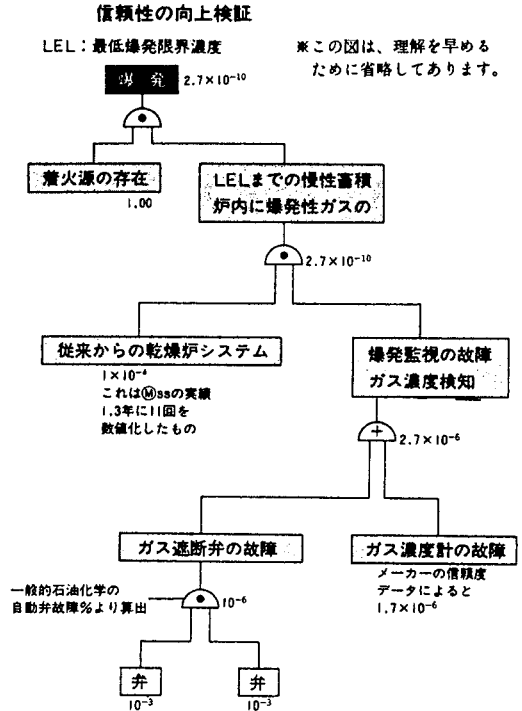 信頼性の向上検証
LEL：最低爆発限界濃度
※この図は、理解を早める
ために省略してあります。
爆発
2.7×10⁻¹⁰
着火源の存在
1.00
LELまでの慢性蓄積
炉内に爆発性ガスの
2.7×10⁻¹⁰
従来からの乾燥炉システム
1×10⁻⁴
これはⓂssの実績
1.3年に11回を
数値化したもの
爆発監視の故障
ガス濃度検知
+
2.7×10⁻⁶
ガス遮断弁の故障
ガス濃度計の故障
メーカーの信頼度
データによると
1.7×10⁻⁶
一般的石油化学の
自動弁故障%より算出
10⁻⁶
弁
10⁻³
弁
10⁻³